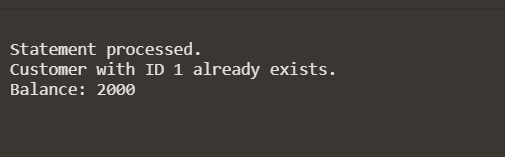 Statement processed.
Customer with ID 1 already exists.
Balance: 2000